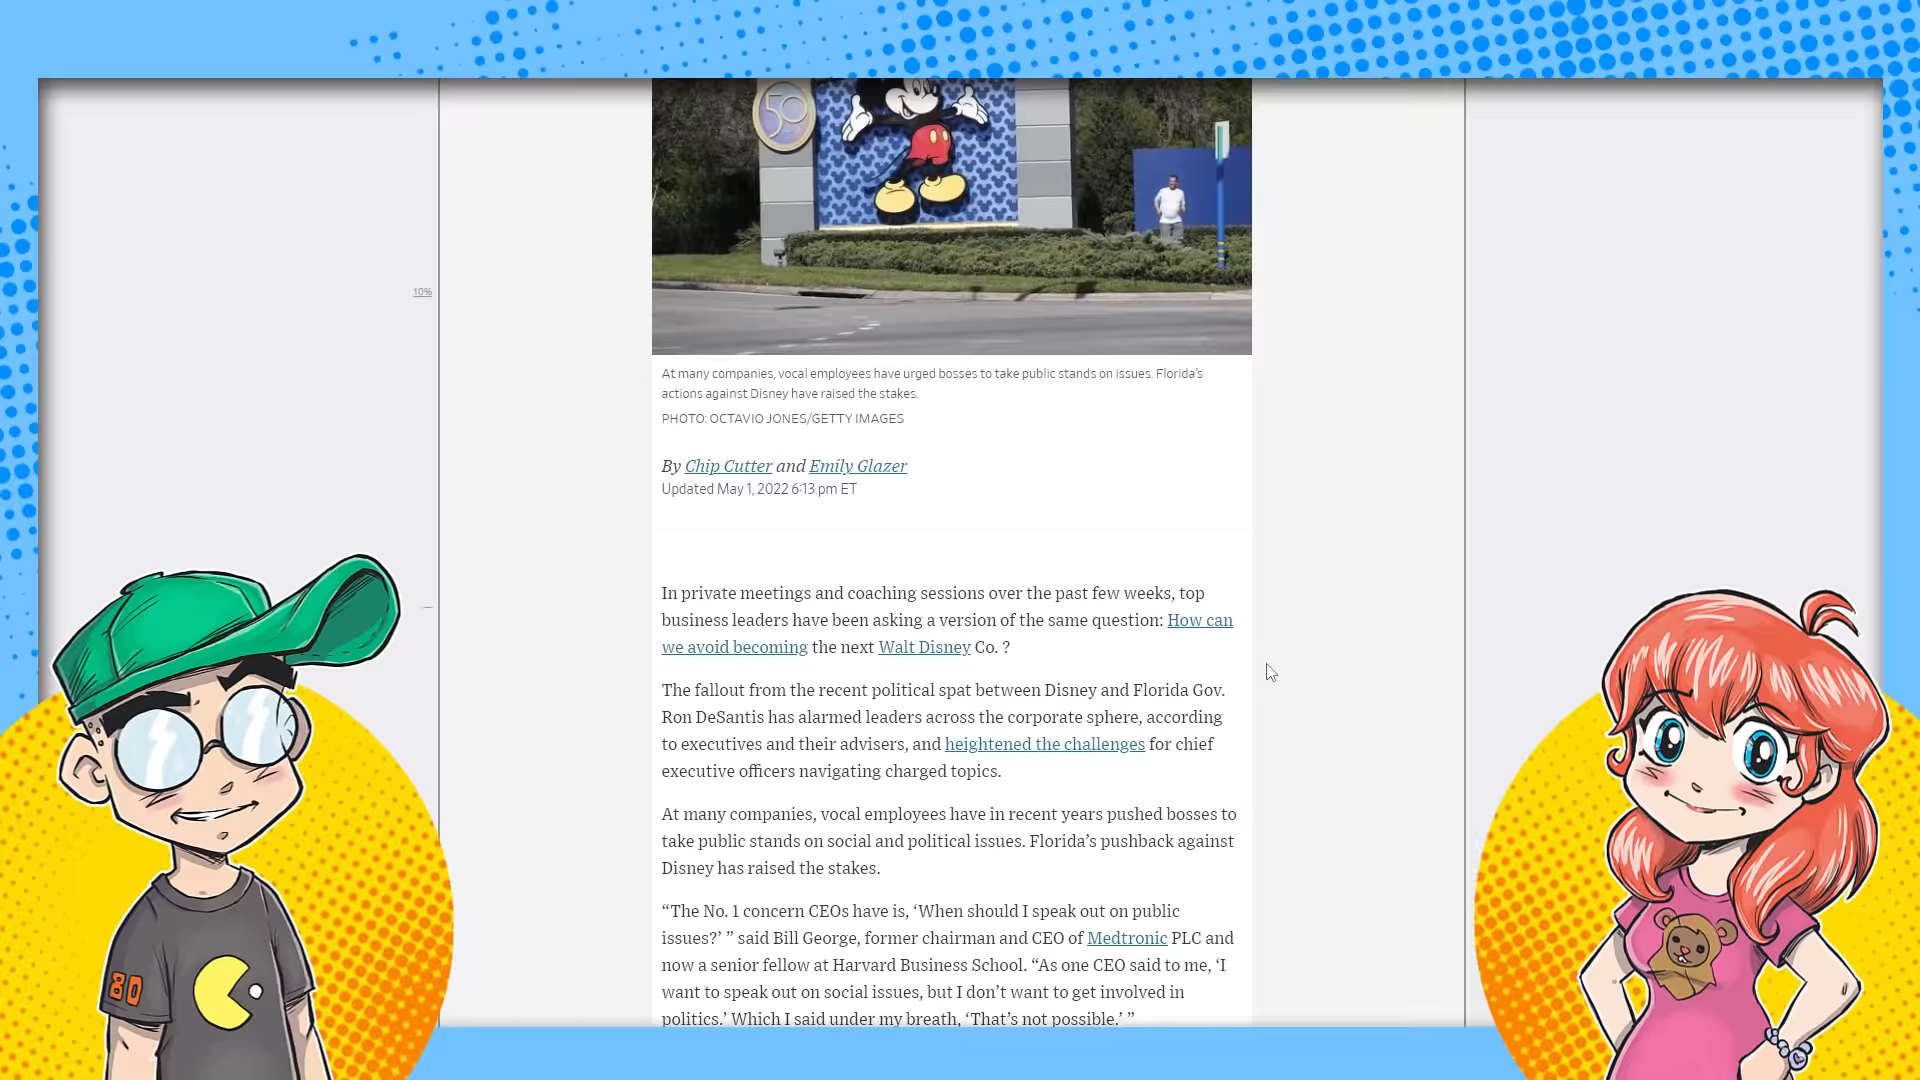 50
10%
At many companies, vocal employees have urged bosses to take public stands on issues. Florida's
actions against Disney have raised the stakes.
PHOTO: OCTAVIO JONES/GETTY IMAGES
By Chip Cutter and Emily Glazer
Updated May 1, 2022 6:13 pm ET
In private meetings and coaching sessions over the past few weeks, top
business leaders have been asking a version of the same question: How can
we avoid becoming the next Walt Disney Co. ?
The fallout from the recent political spat between Disney and Florida Gov.
Ron DeSantis has alarmed leaders across the corporate sphere, according
to executives and their advisers, and heightened the challenges for chief
executive officers navigating charged topics.
At many companies, vocal employees have in recent years pushed bosses to
take public stands on social and political issues. Florida's pushback against
Disney has raised the stakes.
“The No. 1 concern CEOs have is, ‘When should I speak out on public
issues?’ ” said Bill George, former chairman and CEO of Medtronic PLC and
now a senior fellow at Harvard Business School. “As one CEO said to me, ‘I
want to speak out on social issues, but I don’t want to get involved in
politics.’ Which I said under my breath, ‘That’s not possible.’ ”
80